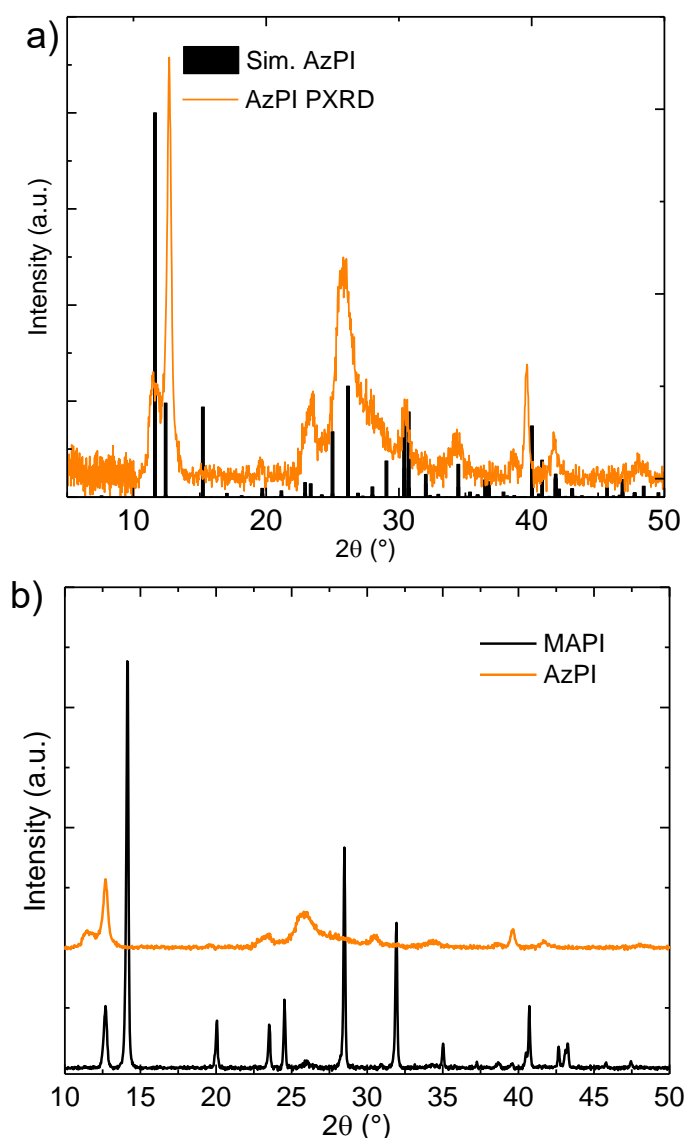 a)
Sim. AzPI
AzPI PXRD
Intensity (a.u.)
10 20 30 40 50
2θ (°)
b)
MAPI
AzPI
Intensity (a.u.)
10 15 20 25 30 35 40 45 50
2θ (°)